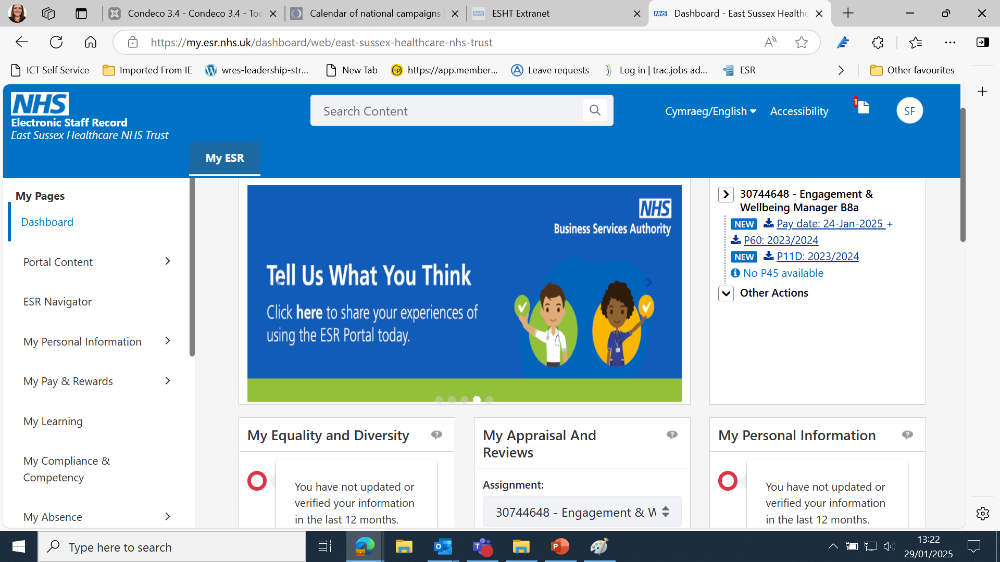 Condeco 3.4 - Condeco 3.4 - Tod
Calendar of national campaigns
ESHT Extranet
Dashboard - East Sussex Healthc
https://my.esr.nhs.uk/dashboard/web/east-sussex-healthcare-nhs-trust
ICT Self Service
Imported From IE
wres-leadership-str...
New Tab
https://app.member...
Leave requests
Log in | trac.jobs ad...
ESR
Other favourites
NHS
Electronic Staff Record
East Sussex Healthcare NHS Trust
Search Content
Cymraeg/English
Accessibility
1
SF
My ESR
My Pages
Dashboard
Portal Content
ESR Navigator
My Personal Information
My Pay & Rewards
My Learning
My Compliance &
Competency
My Absence
NHS
Business Services Authority
Tell Us What You Think
Click here to share your experiences of
using the ESR Portal today.
30744648 - Engagement &
Wellbeing Manager B8a
NEW Pay date: 24-Jan-2025 +
P60: 2023/2024
NEW P11D: 2023/2024
No P45 available
Other Actions
My Equality and Diversity
You have not updated or
verified your information
in the last 12 months.
My Appraisal And
Reviews
Assignment:
30744648 - Engagement & W
My Personal Information
You have not updated or
verified your information
in the last 12 months.
Type here to search
13:22
29/01/2025